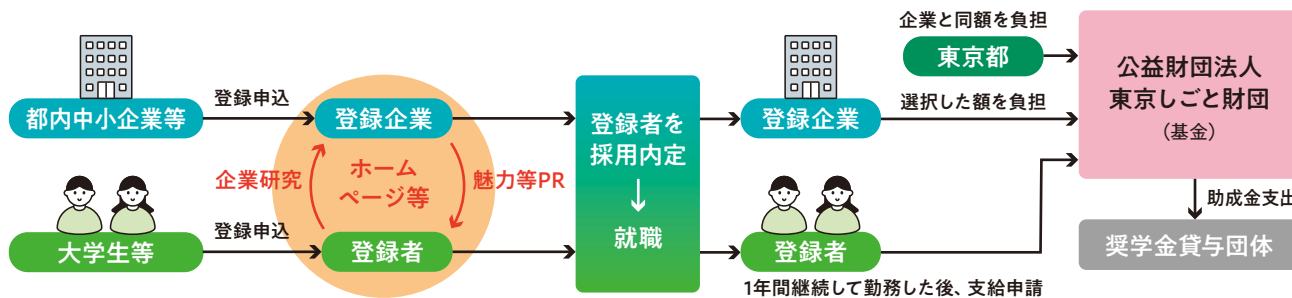 都内中小企業等
登録申込
登録企業
企業研究
ホーム
ページ等
魅力等PR
大学生等
登録申込
登録者
登録者を
採用内定
↓
就職
登録企業
登録者
1年間継続して勤務した後、支給申請
企業と同額を負担
東京都
選択した額を負担
公益財団法人
東京しごと財団
（基金）
助成金支出
奨学金貸与団体